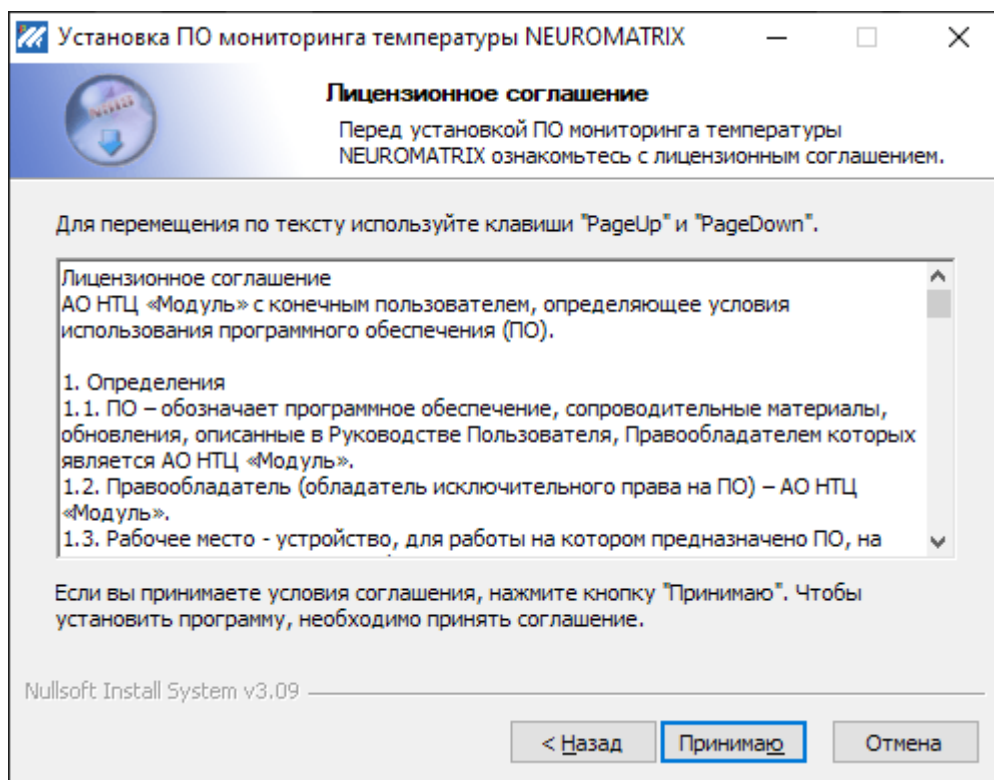 Установка ПО мониторинга температуры NEUROMATRIX
Лицензионное соглашение
Перед установкой ПО мониторинга температуры
NEUROMATRIX ознакомьтесь с лицензионным соглашением.
Для перемещения по тексту используйте клавиши "PageUp" и "PageDown".
Лицензионное соглашение
АО НТЦ «Модуль» с конечным пользователем, определяющее условия
использования программного обеспечения (ПО).
1. Определения
1.1. ПО – обозначает программное обеспечение, сопроводительные материалы,
обновления, описанные в Руководстве Пользователя, Правообладателем которых
является АО НТЦ «Модуль».
1.2. Правообладатель (обладатель исключительного права на ПО) – АО НТЦ
«Модуль».
1.3. Рабочее место - устройство, для работы на котором предназначено ПО, на
Если вы принимаете условия соглашения, нажмите кнопку "Принимаю". Чтобы
установить программу, необходимо принять соглашение.
Nullsoft Install System v3.09
< Назад
Принимаю
Отмена